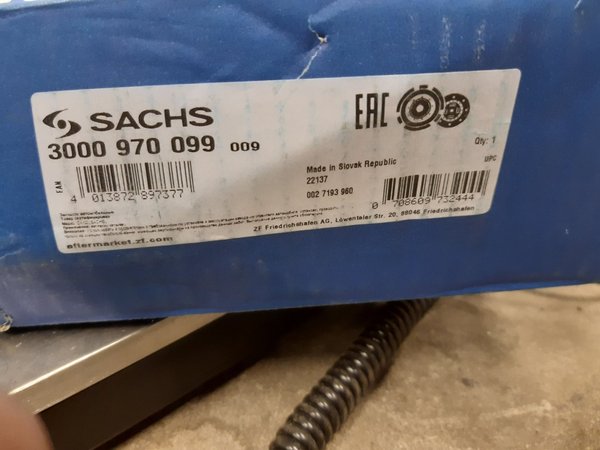 SACHS
3000 970 099 009
EAC
Qty: 1
EAN
4 013872 897377
Made in Slovak Republic
22137
002 7193 960
UPC
0 708609 732444
ZF Friedrichshafen AG, Löwentaler Str. 20, 88046 Friedrichshafen
aftermarket.zf.com